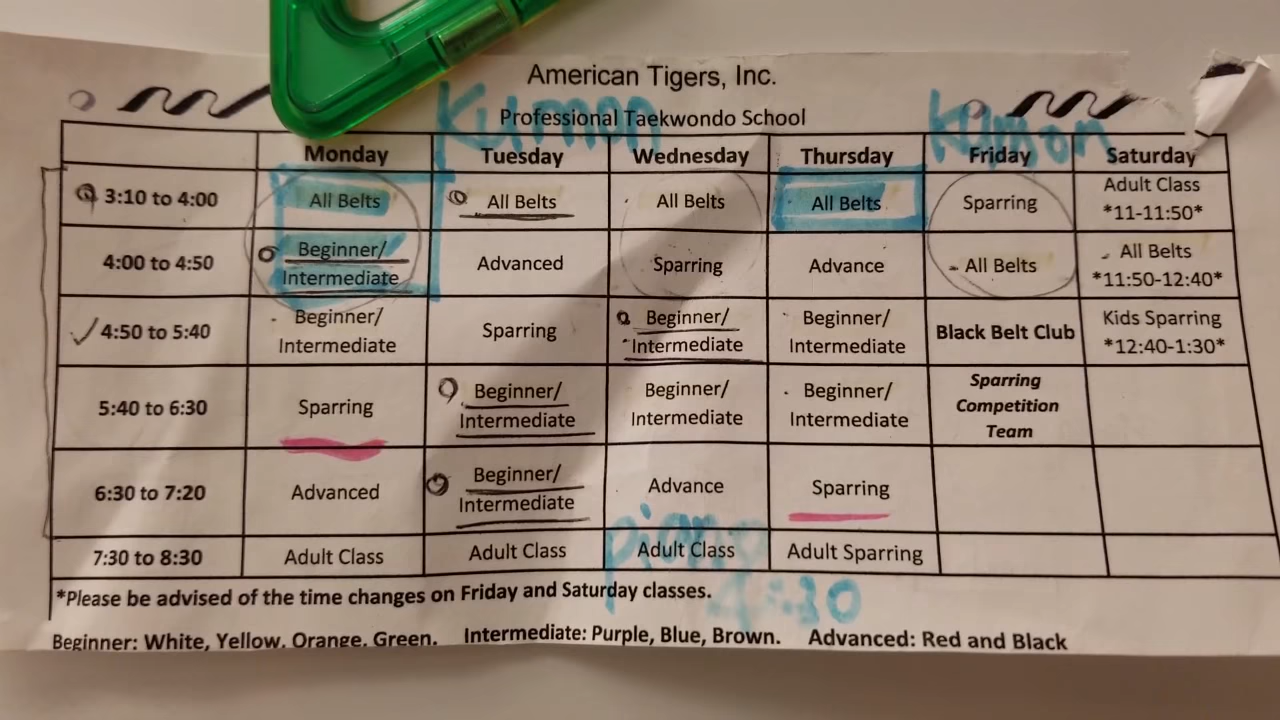 American Tigers, Inc.
Kumon
Professional Taekwondo School
Kumon
Monday Tuesday Wednesday Thursday Friday Saturday
3:10 to 4:00 All Belts All Belts All Belts All Belts Sparring Adult Class *11-11:50*
4:00 to 4:50 Beginner/ Intermediate Advanced Sparring Advance All Belts All Belts *11:50-12:40*
4:50 to 5:40 Beginner/ Intermediate Sparring Beginner/ Intermediate Beginner/ Intermediate Black Belt Club Kids Sparring *12:40-1:30*
5:40 to 6:30 Sparring Beginner/ Intermediate Beginner/ Intermediate Beginner/ Intermediate Sparring Competition Team
6:30 to 7:20 Advanced Beginner/ Intermediate Advance Sparring
7:30 to 8:30 Adult Class Adult Class Adult Class Adult Sparring
piano
4:30
*Please be advised of the time changes on Friday and Saturday classes.
Beginner: White, Yellow, Orange, Green. Intermediate: Purple, Blue, Brown. Advanced: Red and Black